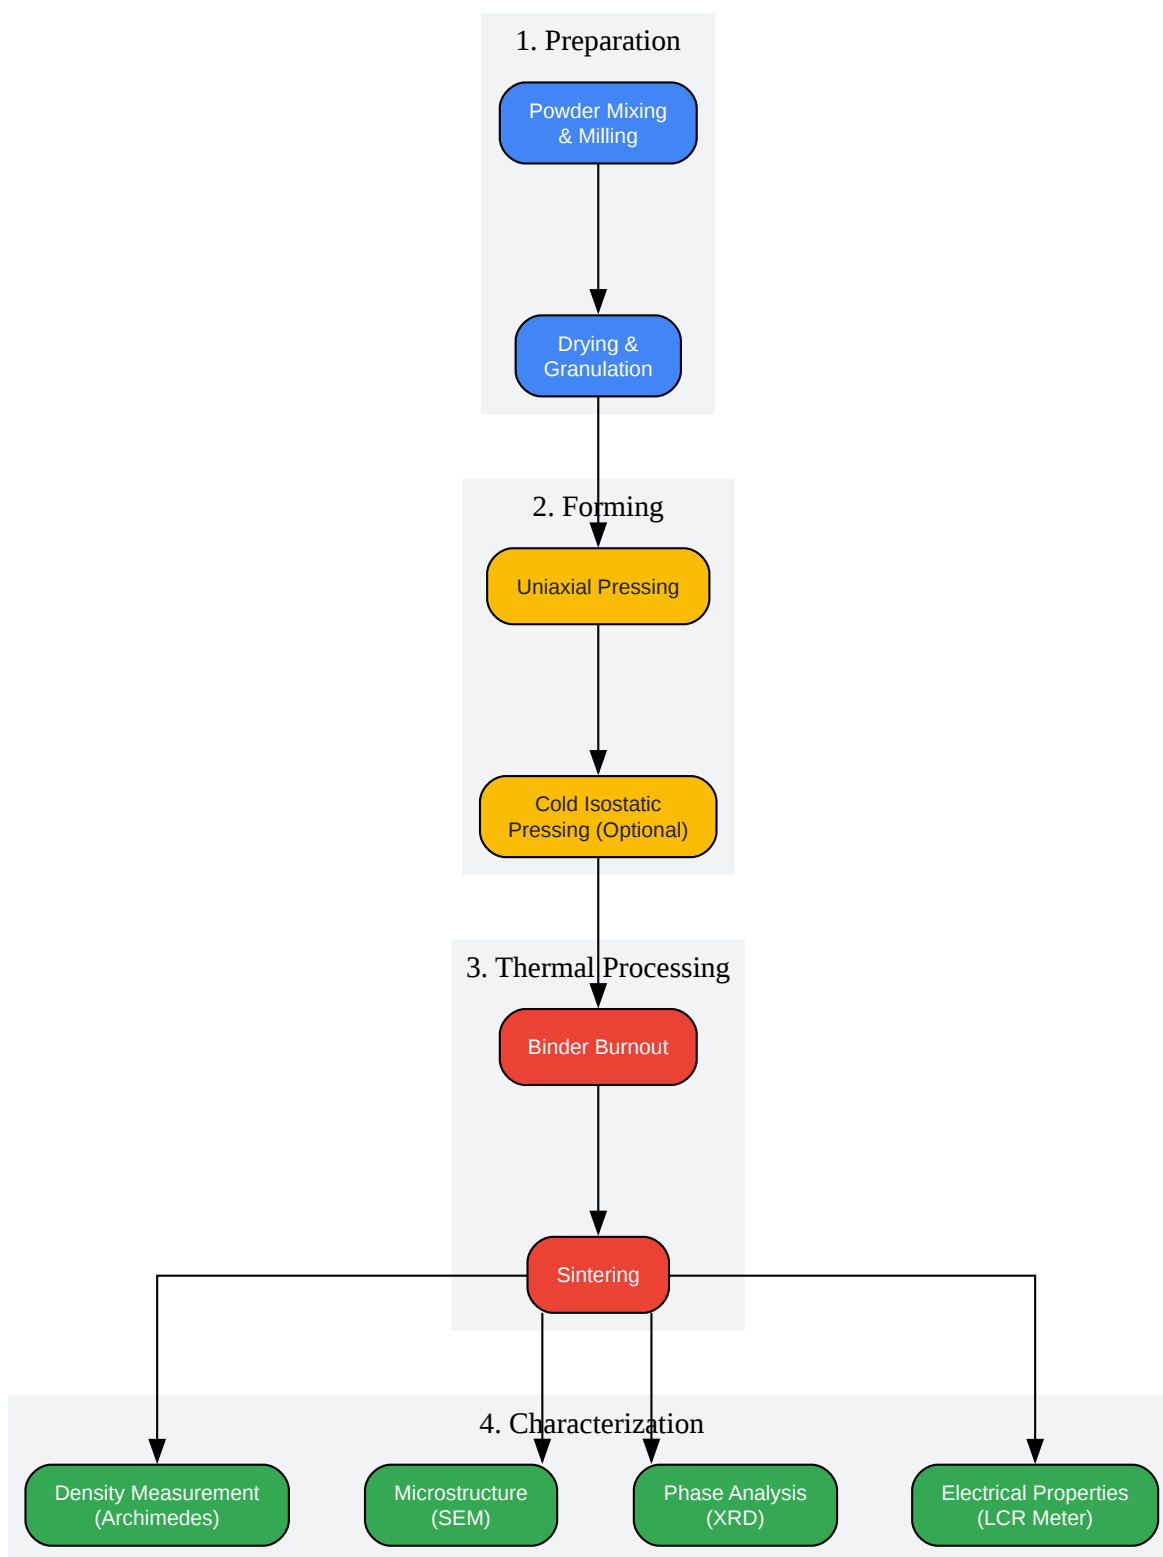 1. Preparation
Powder Mixing
& Milling
Drying &
Granulation
2. Forming
Uniaxial Pressing
Cold Isostatic
Pressing (Optional)
3. Thermal Processing
Binder Burnout
Sintering
4. Characterization
Density Measurement
(Archimedes)
Microstructure
(SEM)
Phase Analysis
(XRD)
Electrical Properties
(LCR Meter)